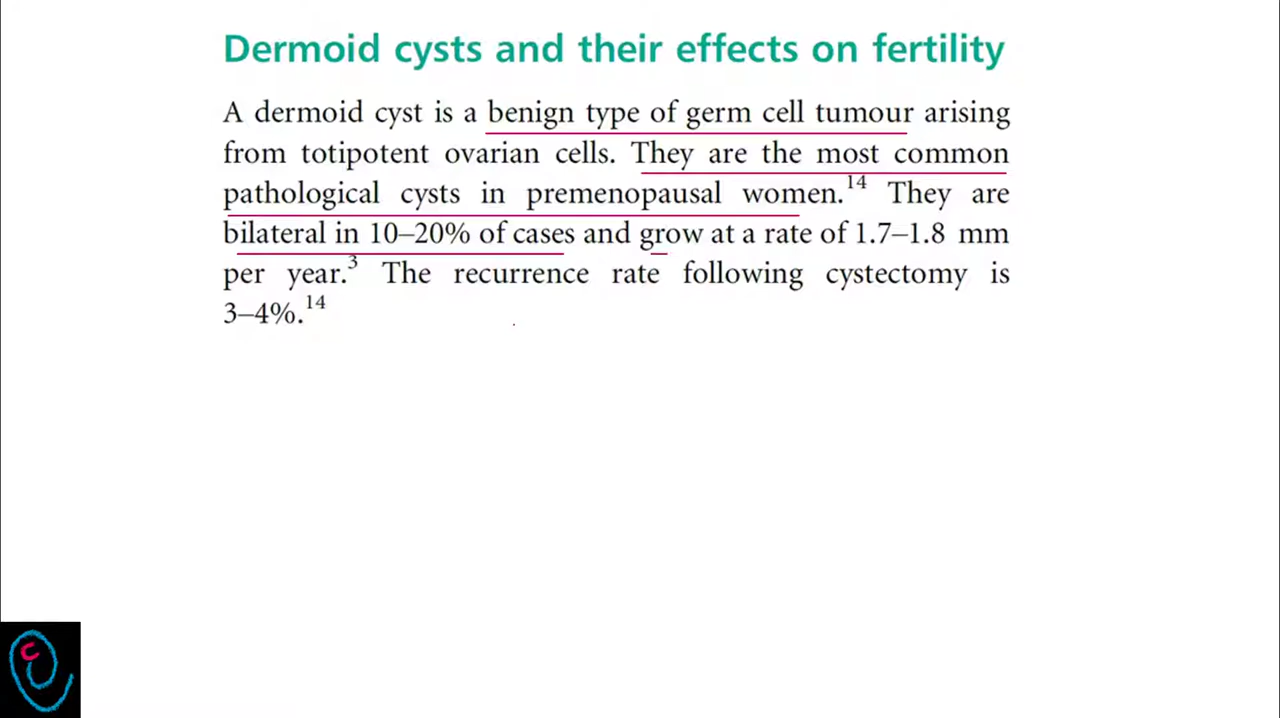 Dermoid cysts and their effects on fertility
A dermoid cyst is a benign type of germ cell tumour arising
from totipotent ovarian cells. They are the most common
pathological cysts in premenopausal women.14 They are
bilateral in 10–20% of cases and grow at a rate of 1.7–1.8 mm
per year.3 The recurrence rate following cystectomy is
3–4%.14